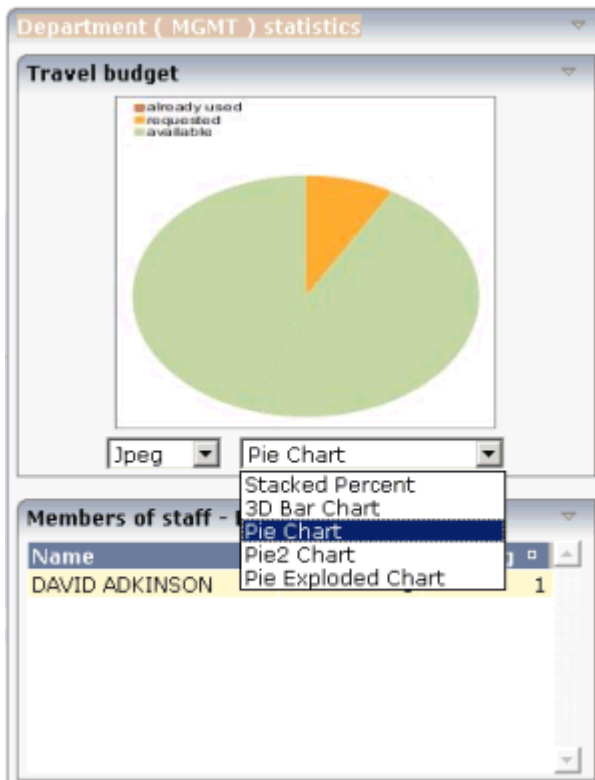 Department ( MGMT ) statistics
Travel budget
already used
requested
available
Jpeg Pie Chart
Stacked Percent
3D Bar Chart
Pie Chart
Pie2 Chart
Pie Exploded Chart
Members of staff -
Name
DAVID ADKINSON 1